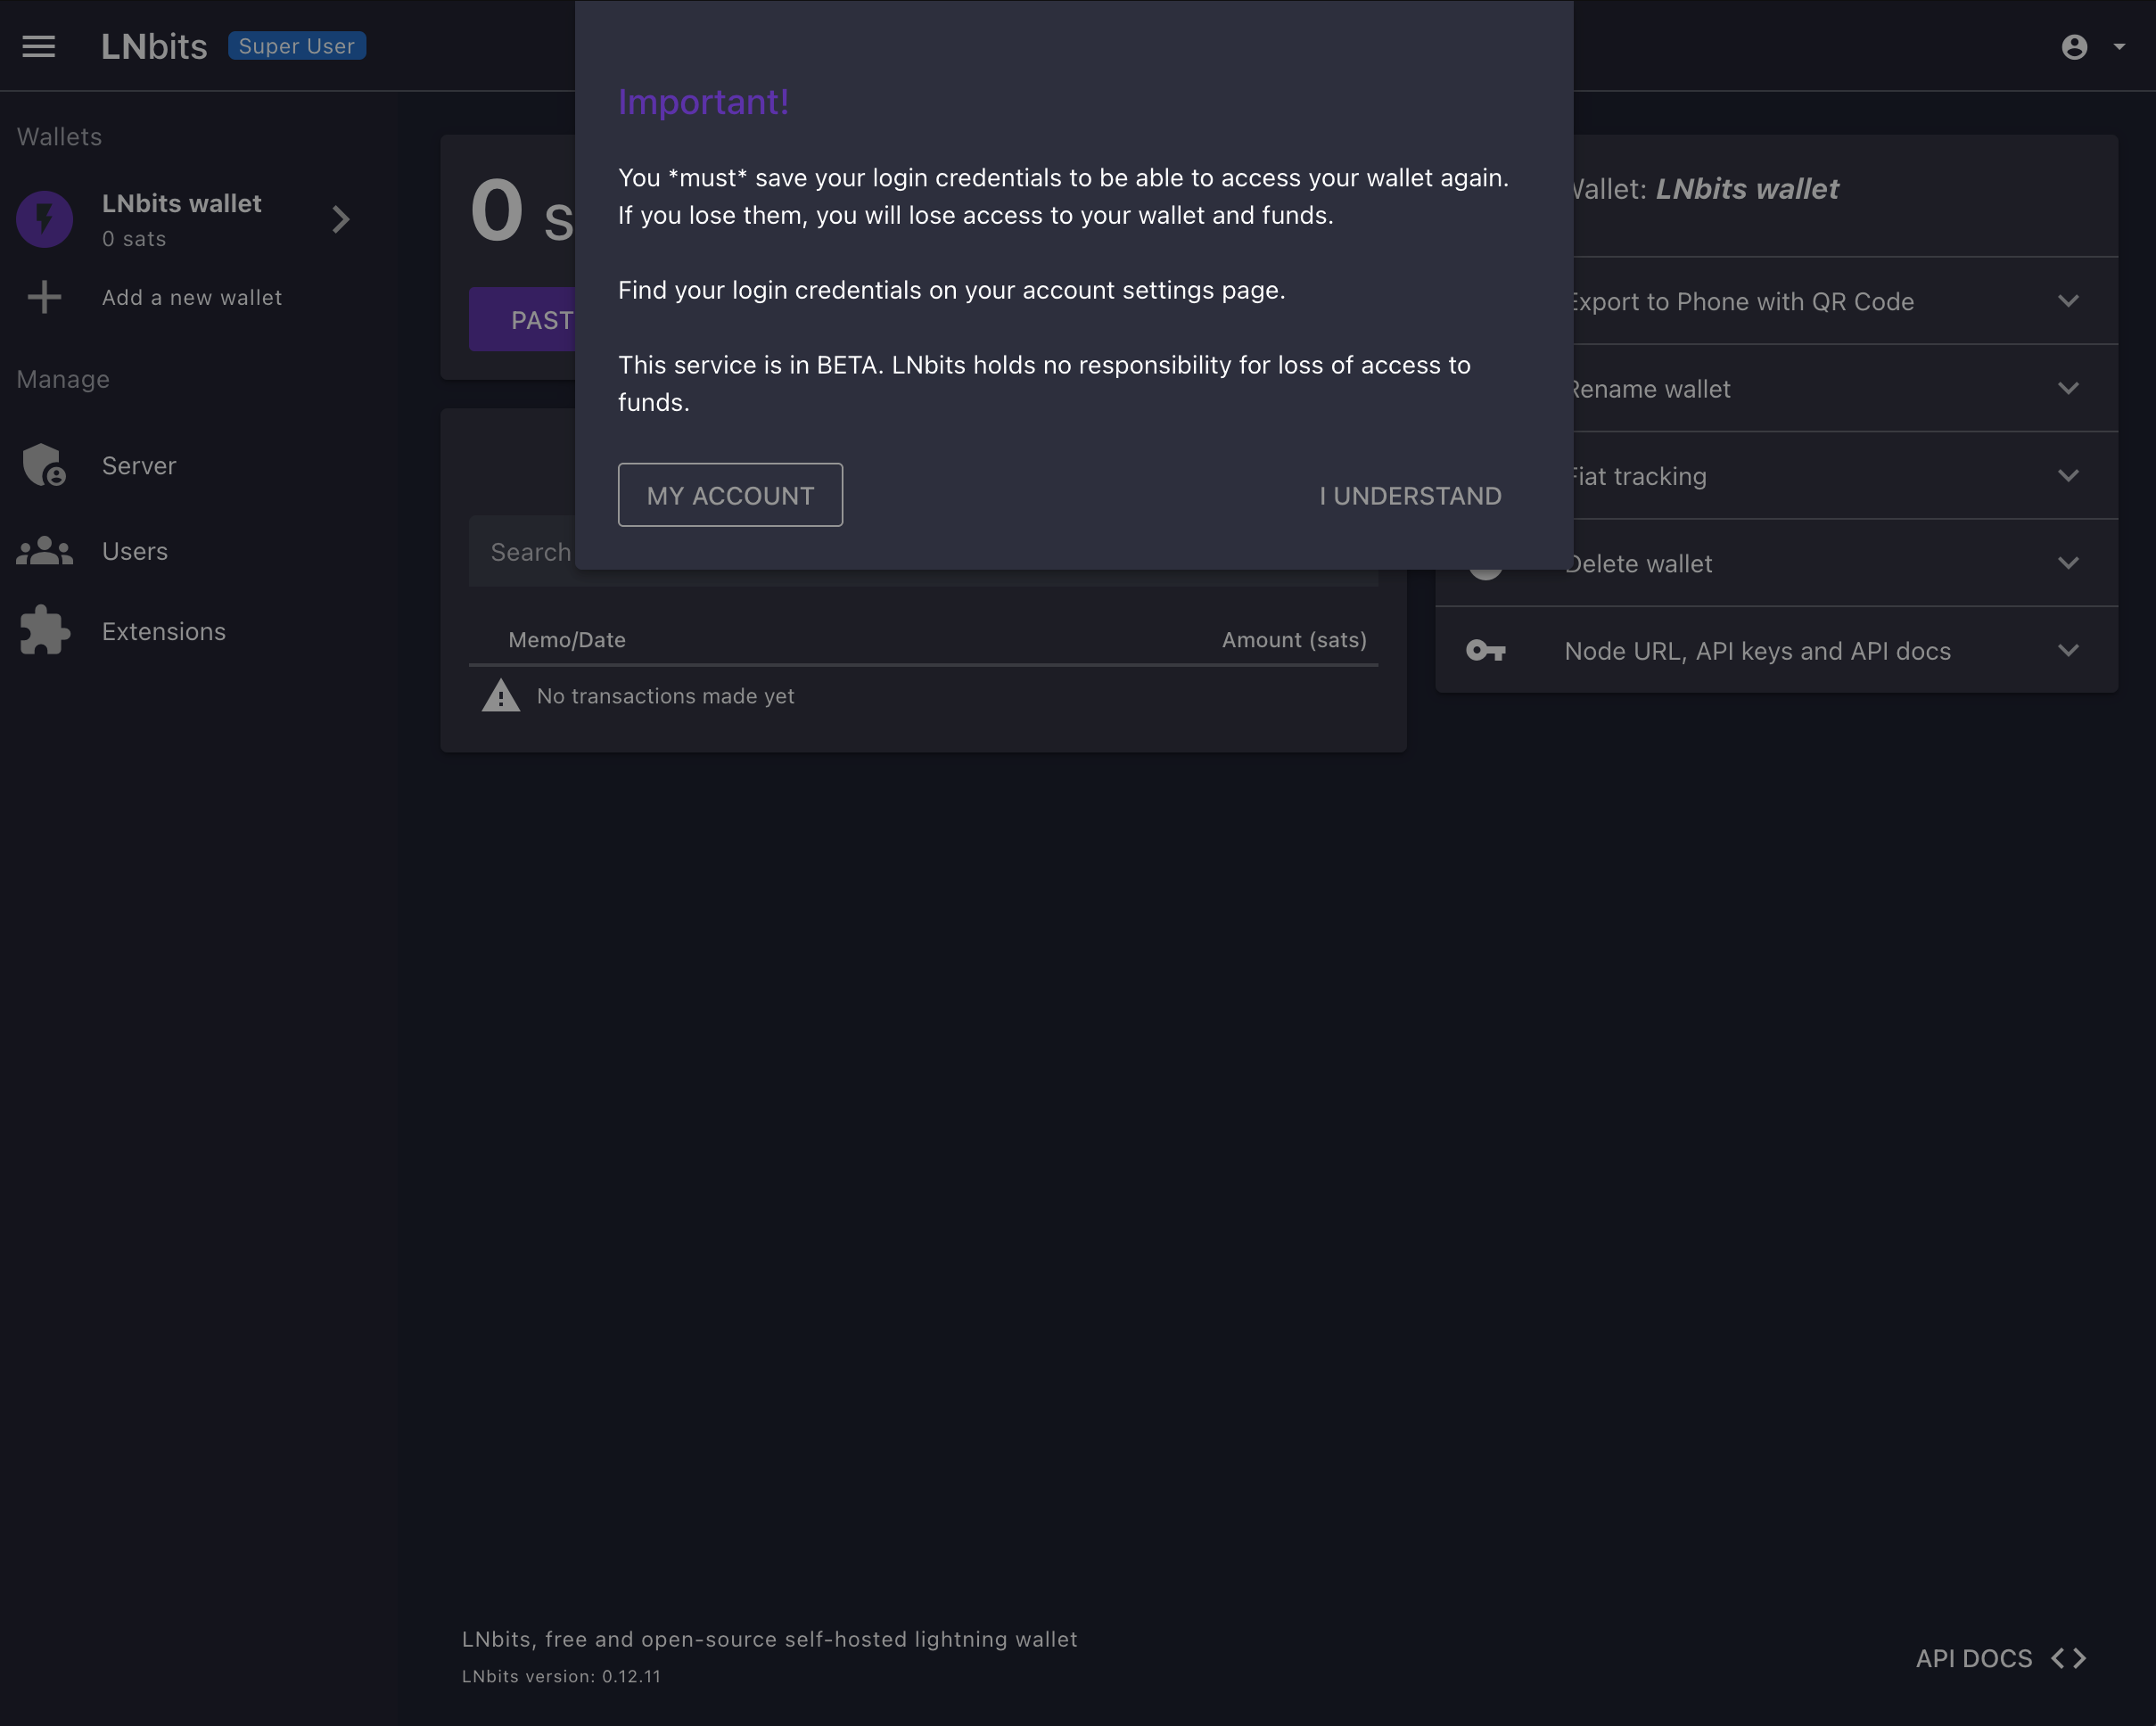 LNbits Super User
Wallets
LNbits wallet
0 sats
Add a new wallet
Manage
Server
Users
Extensions
0 s
PAST
Search
Memo/Date Amount (sats)
No transactions made yet
Important!
You *must* save your login credentials to be able to access your wallet again.
If you lose them, you will lose access to your wallet and funds.
Find your login credentials on your account settings page.
This service is in BETA. LNbits holds no responsibility for loss of access to
funds.
MY ACCOUNT I UNDERSTAND
Wallet: LNbits wallet
Export to Phone with QR Code
Rename wallet
Fiat tracking
Delete wallet
Node URL, API keys and API docs
LNbits, free and open-source self-hosted lightning wallet
LNbits version: 0.12.11
API DOCS